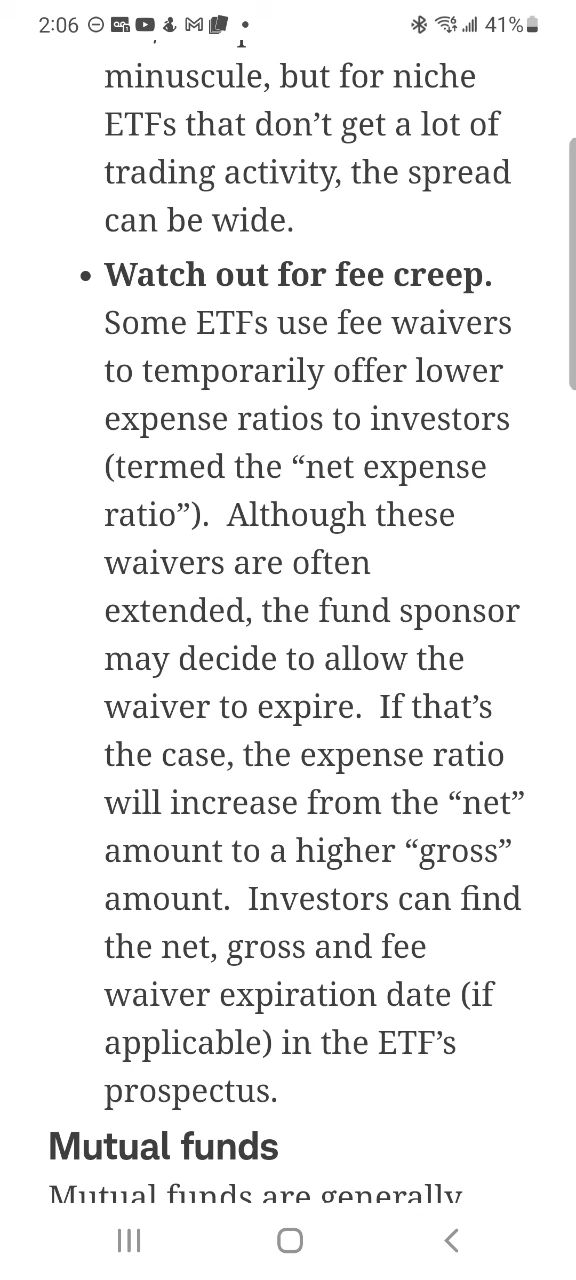 2:06 41%
minuscule, but for niche
ETFs that don’t get a lot of
trading activity, the spread
can be wide.
• Watch out for fee creep.
Some ETFs use fee waivers
to temporarily offer lower
expense ratios to investors
(termed the “net expense
ratio”).  Although these
waivers are often
extended, the fund sponsor
may decide to allow the
waiver to expire.  If that’s
the case, the expense ratio
will increase from the “net”
amount to a higher “gross”
amount.  Investors can find
the net, gross and fee
waiver expiration date (if
applicable) in the ETF’s
prospectus.
Mutual funds
Mutual funds are generally